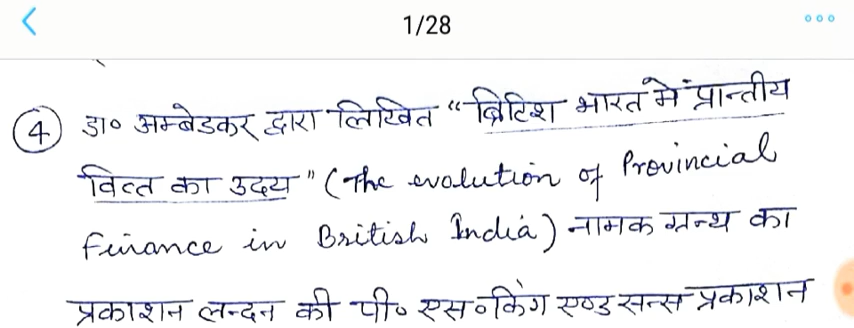 1/28
④ डा० अम्बेडकर द्वारा लिखित “ब्रिटिश भारत में प्रान्तीय
वित्त का उदय” (The evolution of Provincial
Finance in British India) नामक ग्रन्थ का
प्रकाशन लन्दन की पी० एस० किंग एण्ड सन्स प्रकाशन